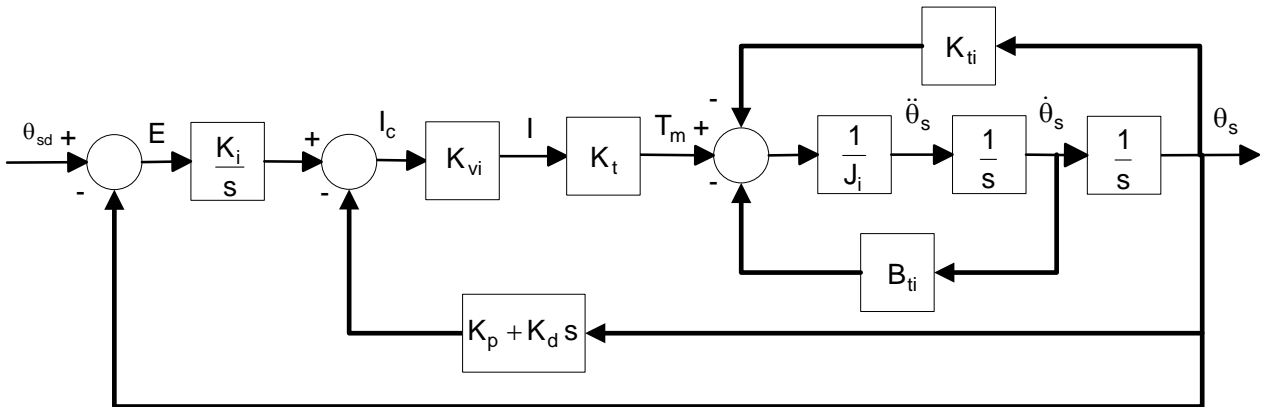 K_ti
θ_sd +
-
E
K_i
s
+
-
I_c
K_vi
I
K_t
T_m +
-
-
1
J_i
θ̈_s
1
s
θ̇_s
1
s
θ_s
B_ti
K_p + K_d s